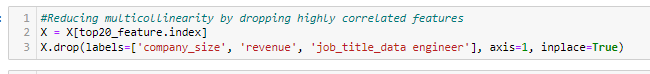 1 #Reducing multicollinearity by dropping highly correlated features
2 X = X[top20_feature.index]
3 X.drop(labels=['company_size', 'revenue', 'job_title_data engineer'], axis=1, inplace=True)